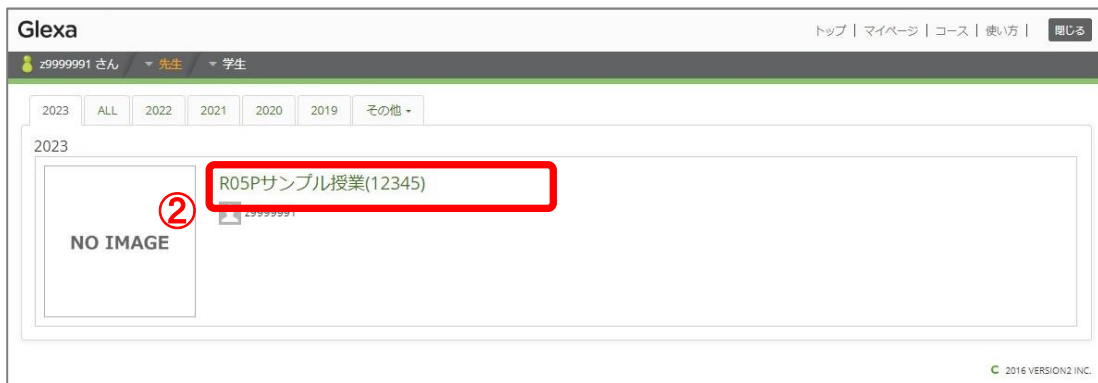 Glexa
トップ | マイページ | コース | 使い方 | 閉じる
z9999991 さん 先生 学生
2023 ALL 2022 2021 2020 2019 その他
2023
R05Pサンプル授業(12345)
②
z9999991
NO IMAGE
C 2016 VERSION2 INC.